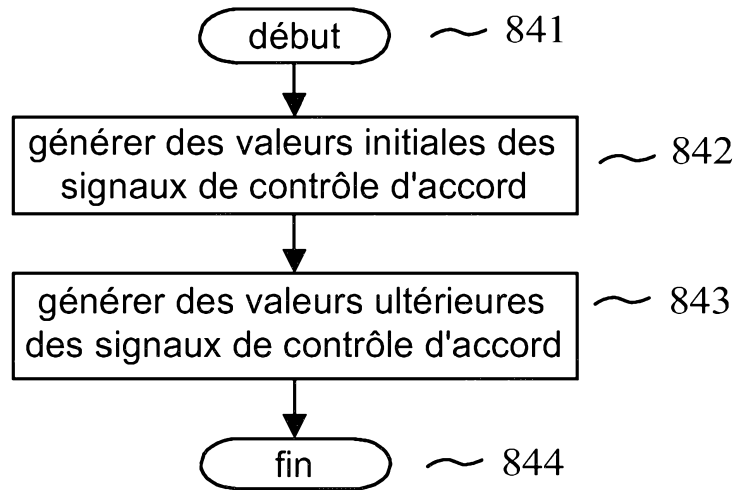 début 841
générer des valeurs initiales des
signaux de contrôle d'accord 842
générer des valeurs ultérieures
des signaux de contrôle d'accord 843
fin 844